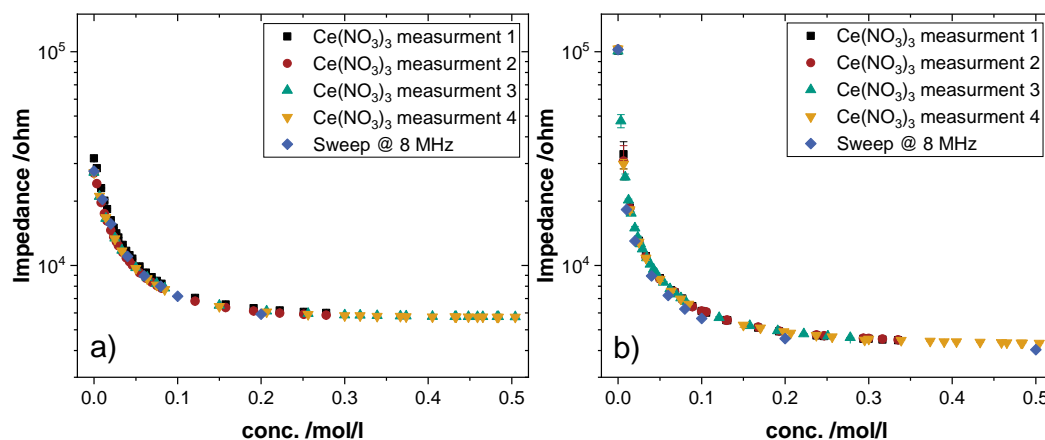 10⁵
10⁴
Impedance /ohm
Ce(NO₃)₃ measurment 1
Ce(NO₃)₃ measurment 2
Ce(NO₃)₃ measurment 3
Ce(NO₃)₃ measurment 4
Sweep @ 8 MHz
a)
0.0 0.1 0.2 0.3 0.4 0.5
conc. /mol/l
10⁵
10⁴
Impedance /ohm
Ce(NO₃)₃ measurment 1
Ce(NO₃)₃ measurment 2
Ce(NO₃)₃ measurment 3
Ce(NO₃)₃ measurment 4
Sweep @ 8 MHz
b)
0.0 0.1 0.2 0.3 0.4 0.5
conc. /mol/l